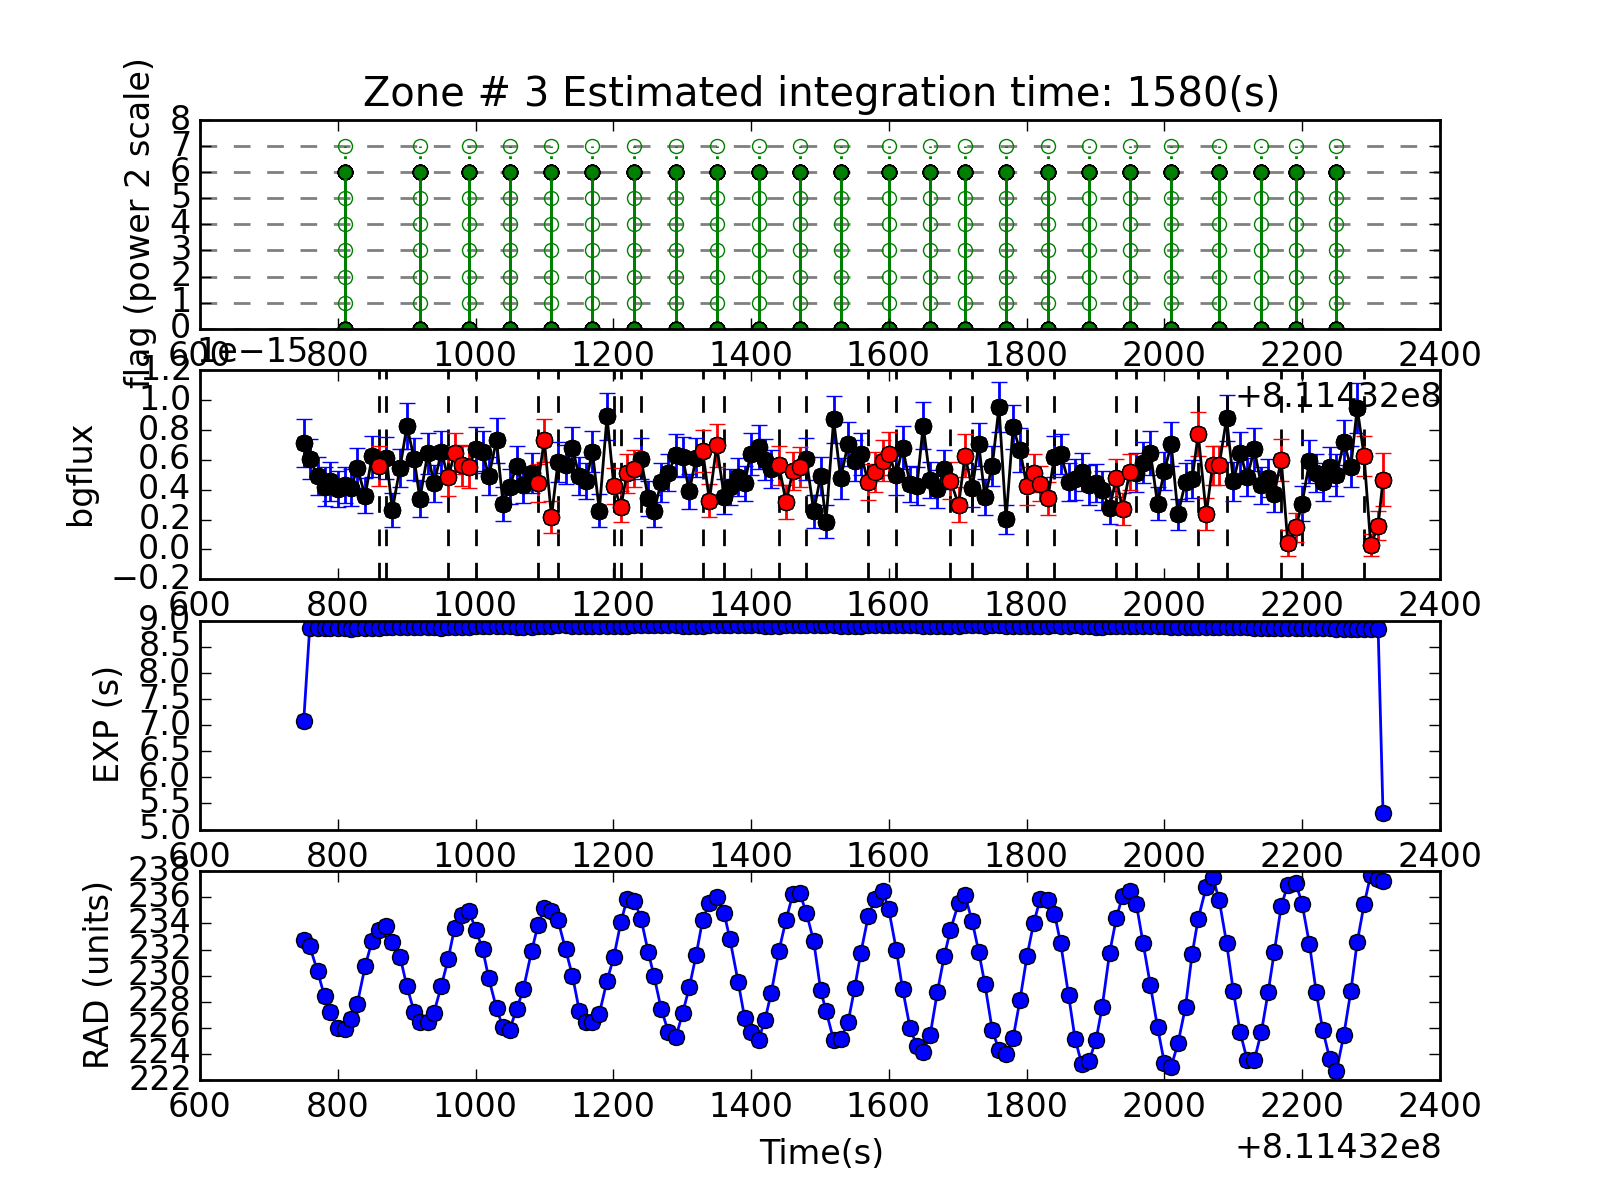 Zone # 3 Estimated integration time: 1580(s)
flag (power 2 scale)
8
7
6
5
4
3
2
1
0
600 800 1000 1200 1400 1600 1800 2000 2200 2400
1e−15
+8.11432e8
bgflux
1.2
1.0
0.8
0.6
0.4
0.2
0.0
−0.2
600 800 1000 1200 1400 1600 1800 2000 2200 2400
EXP (s)
9.0
8.5
8.0
7.5
7.0
6.5
6.0
5.5
5.0
600 800 1000 1200 1400 1600 1800 2000 2200 2400
RAD (units)
238
236
234
232
230
228
226
224
222
600 800 1000 1200 1400 1600 1800 2000 2200 2400
Time(s)
+8.11432e8